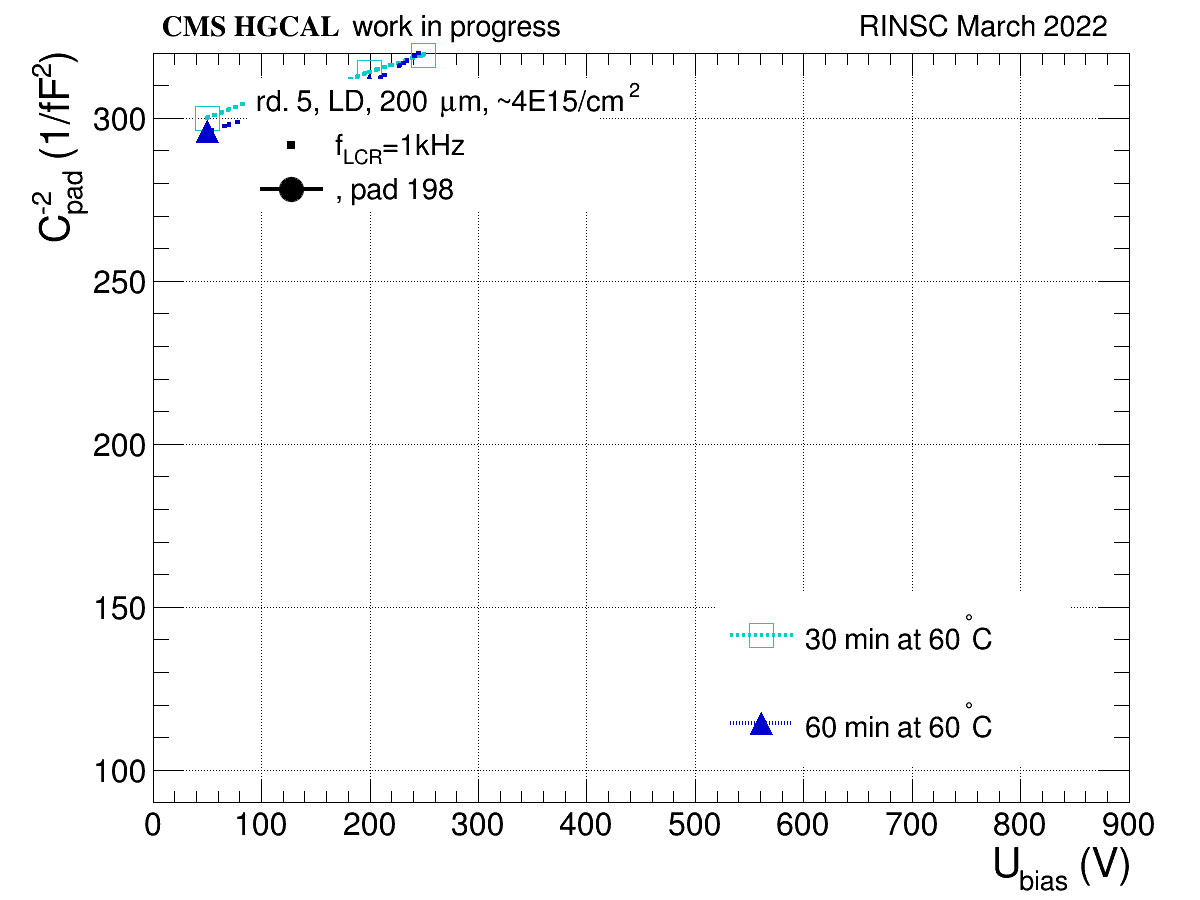 CMS HGCAL work in progress RINSC March 2022
C_pad^-2 (1/fF^2)
300
250
200
150
100
rd. 5, LD, 200 μm, ~4E15/cm^2
f_LCR=1kHz
, pad 198
30 min at 60°C
60 min at 60°C
0 100 200 300 400 500 600 700 800 900
U_bias (V)